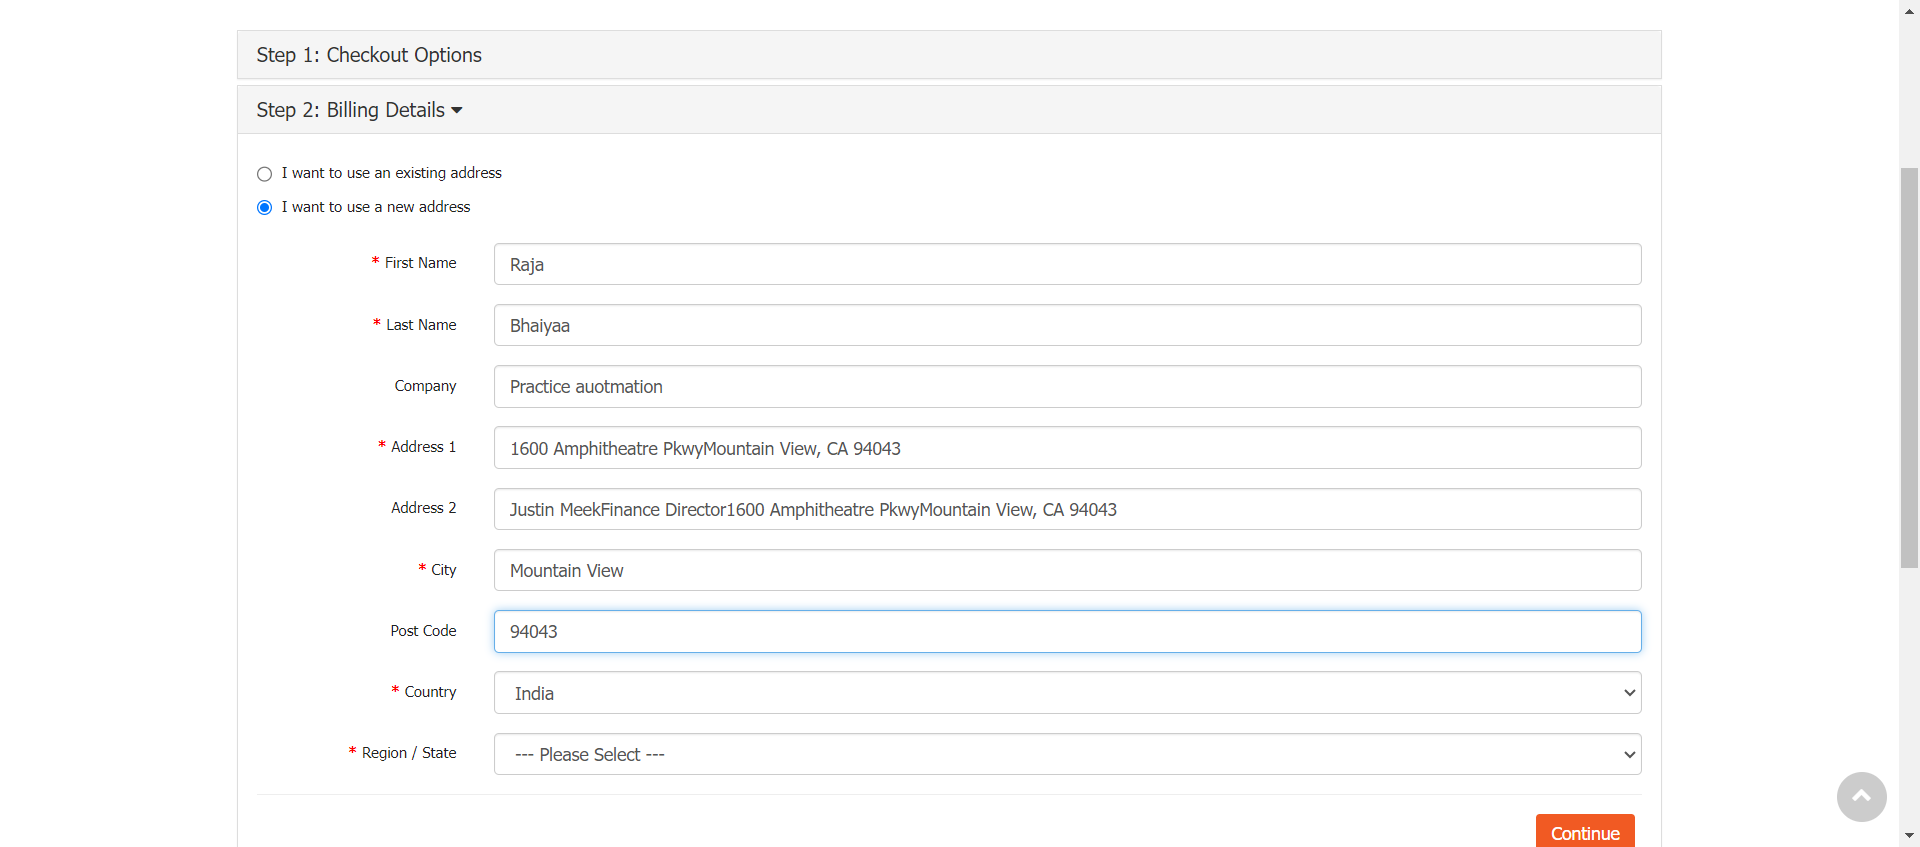 Step 1: Checkout Options
Step 2: Billing Details
I want to use an existing address
I want to use a new address
* First Name
Raja
* Last Name
Bhaiyaa
Company
Practice auotmation
* Address 1
1600 Amphitheatre PkwyMountain View, CA 94043
Address 2
Justin MeekFinance Director1600 Amphitheatre PkwyMountain View, CA 94043
* City
Mountain View
Post Code
94043
* Country
India
* Region / State
--- Please Select ---
Continue